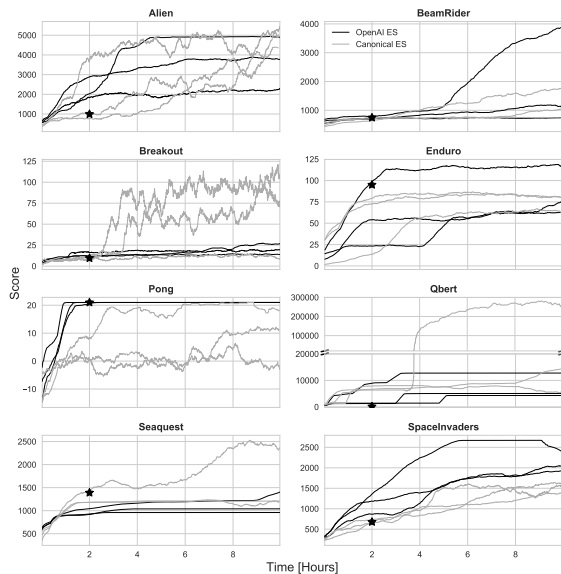 Alien
5000
4000
3000
2000
1000
BeamRider
4000
3000
2000
1000
OpenAI ES
Canonical ES
Breakout
125
100
75
50
25
0
Enduro
125
100
75
50
25
0
Score
Pong
20
10
0
−10
Qbert
300000
200000
100000
20000
10000
0
Seaquest
2500
2000
1500
1000
500
2 4 6 8
SpaceInvaders
2500
2000
1500
1000
500
2 4 6 8
Time [Hours]